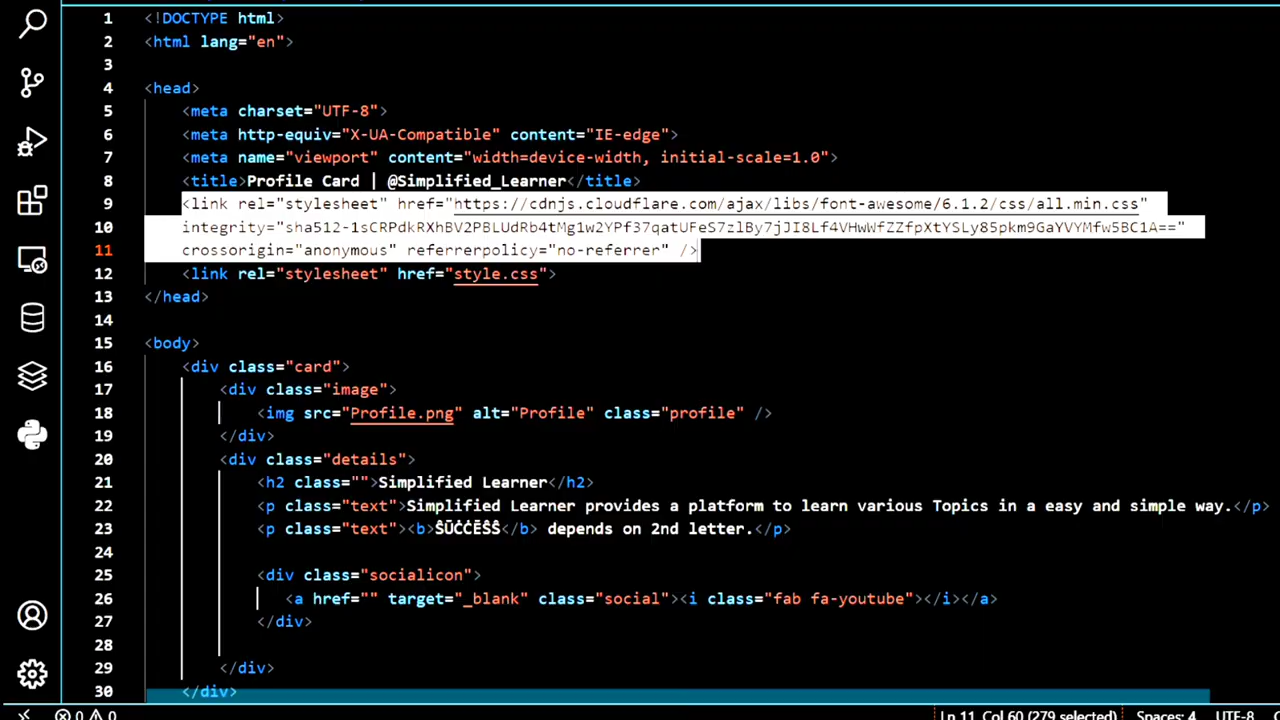 1 <!DOCTYPE html>
2 <html lang="en">
3
4 <head>
5 <meta charset="UTF-8">
6 <meta http-equiv="X-UA-Compatible" content="IE-edge">
7 <meta name="viewport" content="width=device-width, initial-scale=1.0">
8 <title>Profile Card | @Simplified_Learner</title>
9 <link rel="stylesheet" href="https://cdnjs.cloudflare.com/ajax/libs/font-awesome/6.1.2/css/all.min.css"
10 integrity="sha512-1sCRPdkRXhBV2PBLUdRb4tMg1w2YPf37qatUFeS7zlBy7jJI8Lf4VHwWfZZfpXtYSLy85pkm9GaYVYMfw5BC1A=="
11 crossorigin="anonymous" referrerpolicy="no-referrer" />
12 <link rel="stylesheet" href="style.css">
13 </head>
14
15 <body>
16 <div class="card">
17 <div class="image">
18 <img src="Profile.png" alt="Profile" class="profile" />
19 </div>
20 <div class="details">
21 <h2 class="">Simplified Learner</h2>
22 <p class="text">Simplified Learner provides a platform to learn various Topics in a easy and simple way.</p>
23 <p class="text"><b>ŜŪĊĊĒŜŜ</b> depends on 2nd letter.</p>
24
25 <div class="socialicon">
26 <a href="" target="_blank" class="social"><i class="fab fa-youtube"></i></a>
27 </div>
28
29 </div>
30 </div>
0 0 Ln 11, Col 60 (279 selected) Spaces: 4 UTF-8